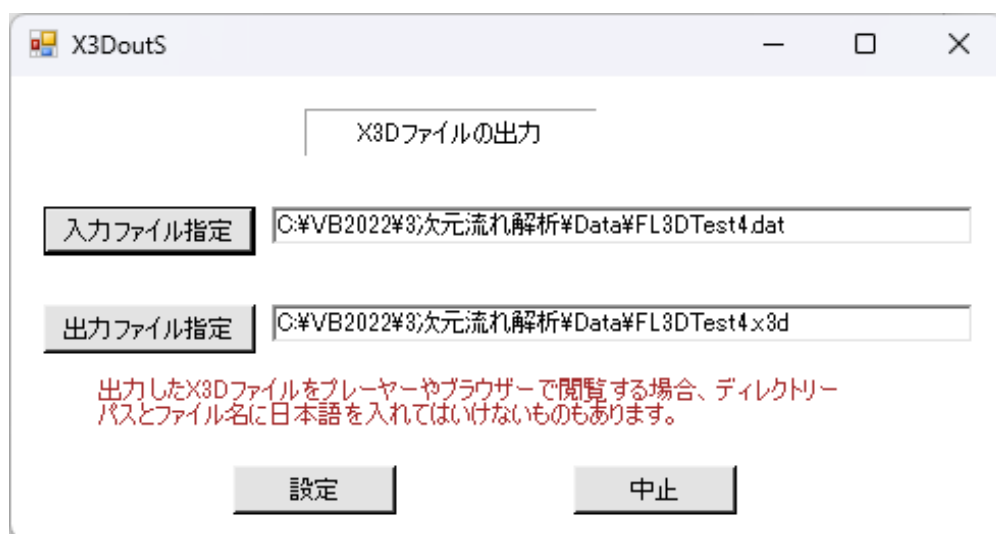 X3DoutS
X3Dファイルの出力
入力ファイル指定
C:¥VB2022¥3次元流れ解析¥Data¥FL3DTest4.dat
出力ファイル指定
C:¥VB2022¥3次元流れ解析¥Data¥FL3DTest4.x3d
出力したX3Dファイルをプレーヤーやブラウザーで閲覧する場合、ディレクトリー
パスとファイル名に日本語を入れてはいけないものもあります。
設定
中止